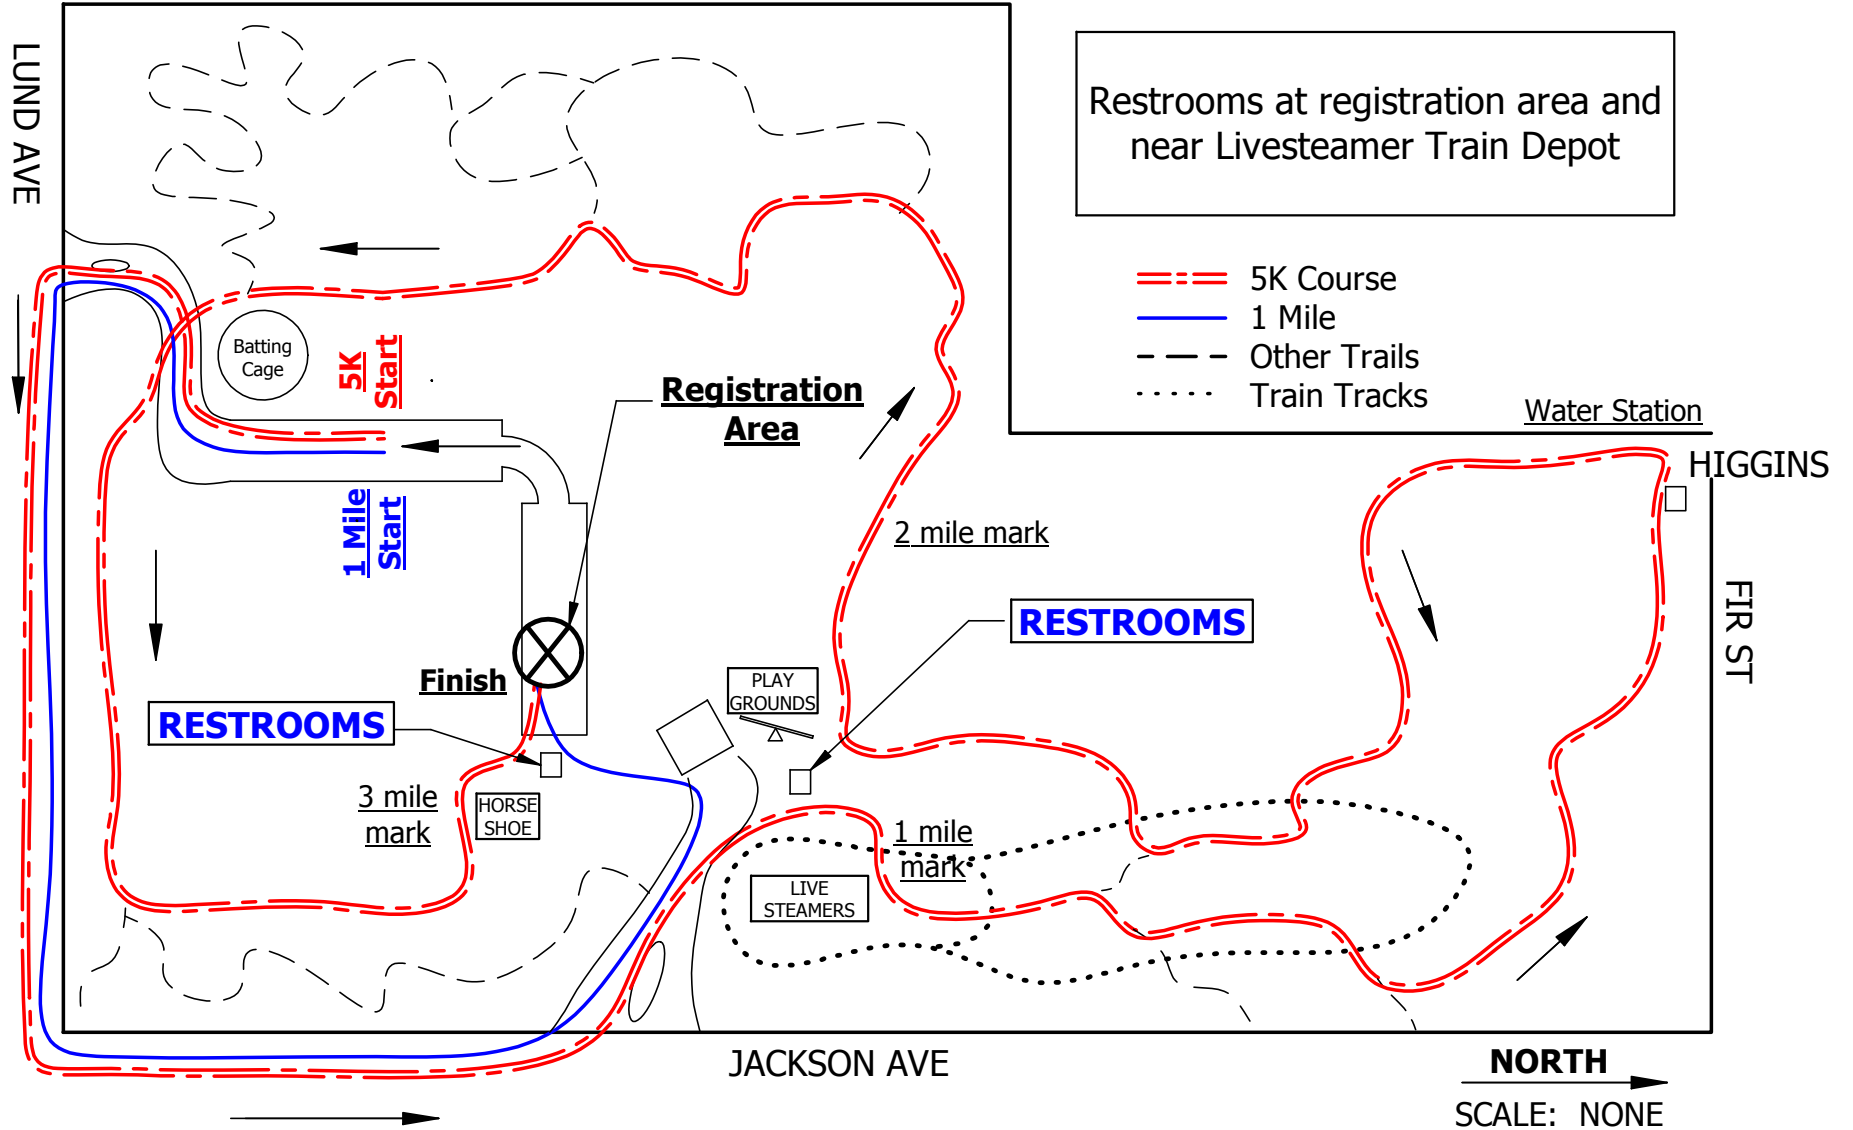 LUND AVE
Restrooms at registration area and
near Livesteamer Train Depot
5K Course
1 Mile
Other Trails
Train Tracks
Batting
Cage
5K
Start
Registration
Area
Water Station
HIGGINS
1 Mile
Start
2 mile mark
FIR ST
RESTROOMS
Finish
PLAY
GROUNDS
RESTROOMS
3 mile
mark
HORSE
SHOE
1 mile
mark
LIVE
STEAMERS
JACKSON AVE
NORTH
SCALE: NONE